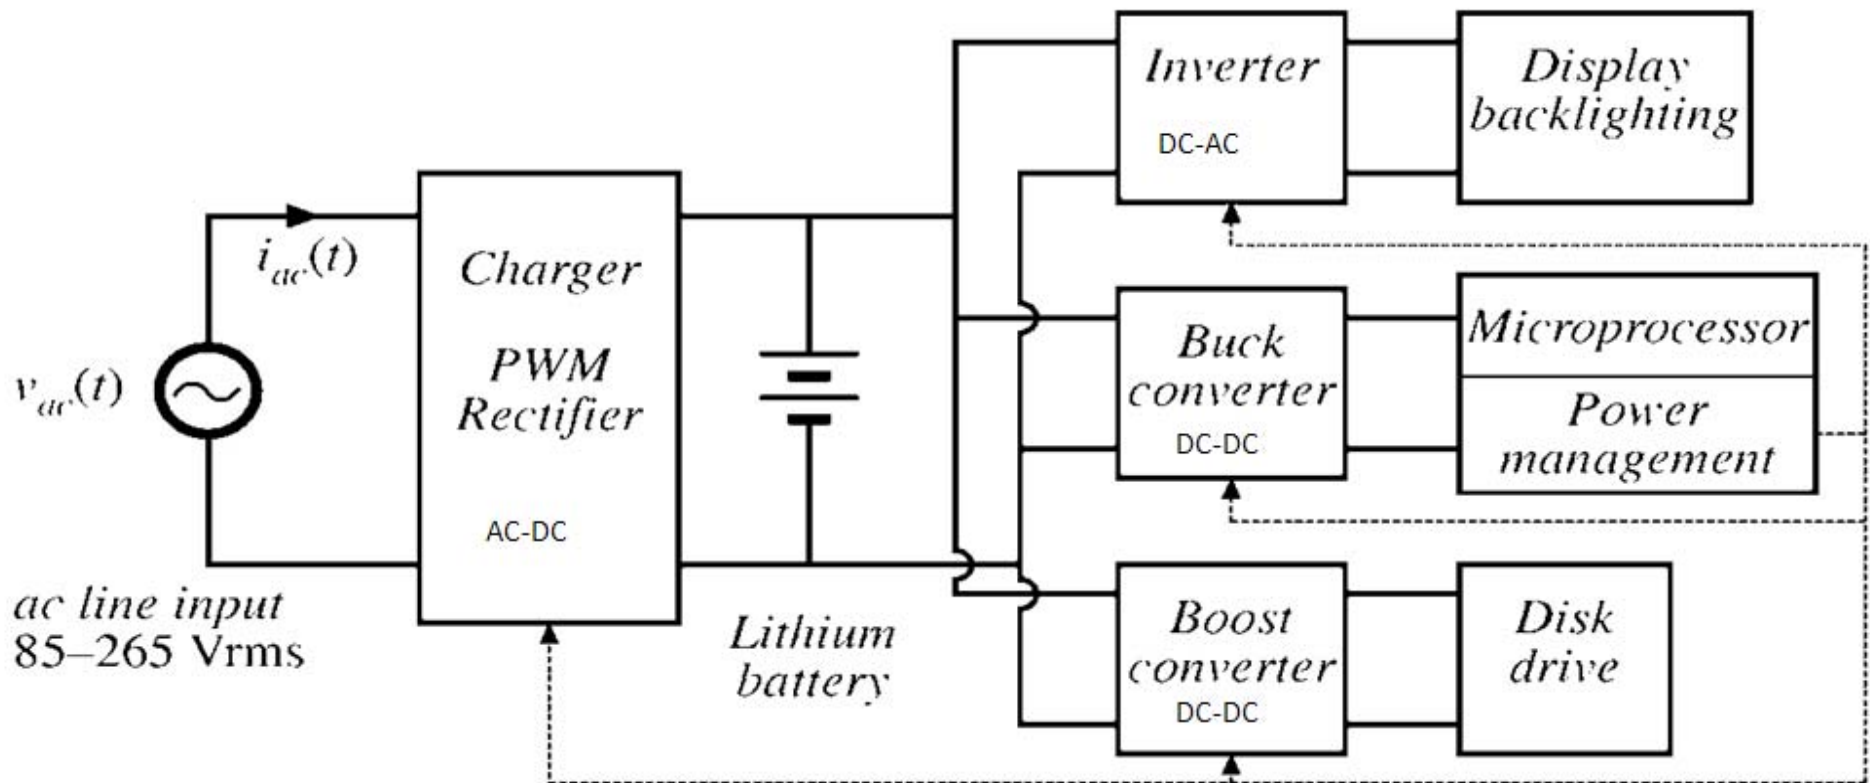 v_ac(t)
i_ac(t)
ac line input
85–265 Vrms
Charger
PWM
Rectifier
AC-DC
Lithium
battery
Inverter
DC-AC
Display
backlighting
Buck
converter
DC-DC
Microprocessor
Power
management
Boost
converter
DC-DC
Disk
drive